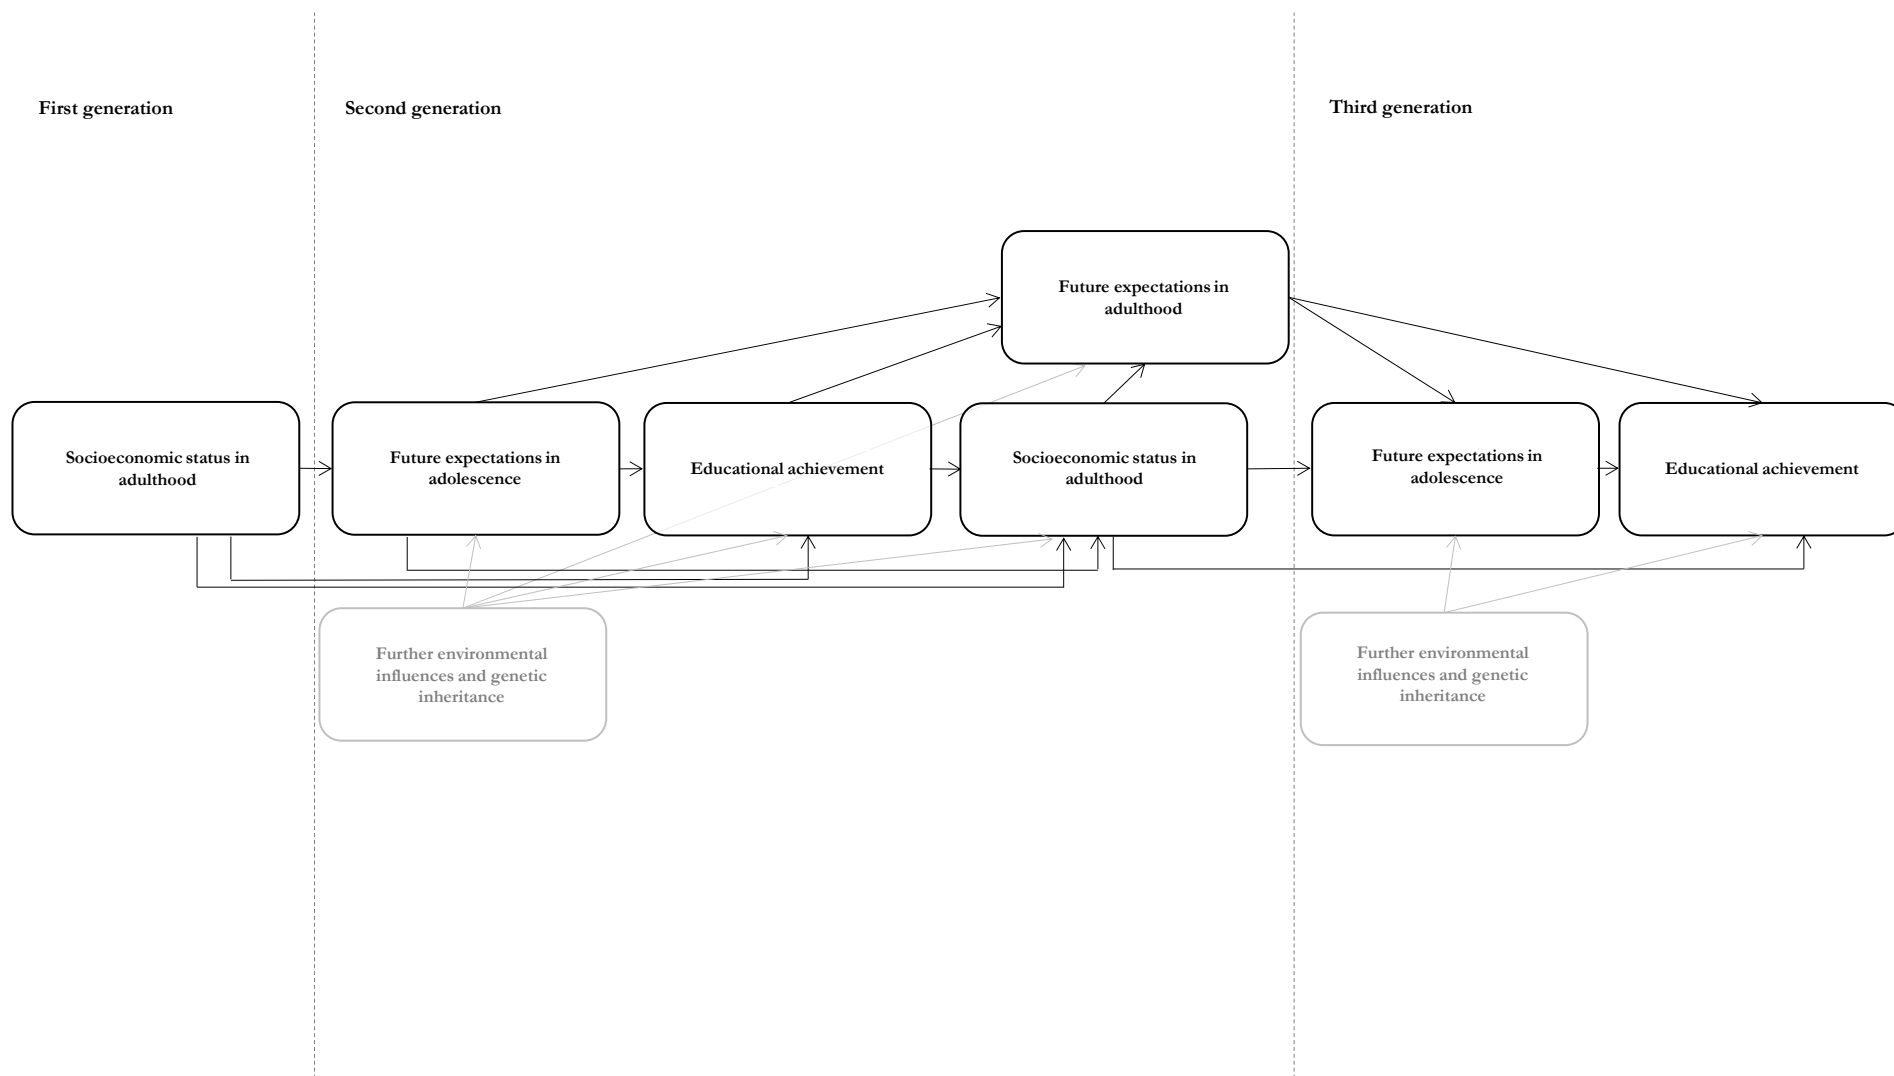 First generation
Second generation
Third generation
Future expectations in
adulthood
Socioeconomic status in
adulthood
Future expectations in
adolescence
Educational achievement
Socioeconomic status in
adulthood
Future expectations in
adolescence
Educational achievement
Further environmental
influences and genetic
inheritance
Further environmental
influences and genetic
inheritance